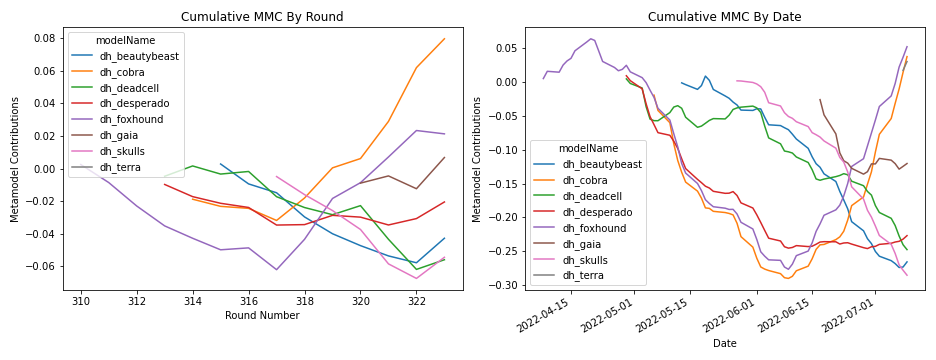 Cumulative MMC By Round
Metamodel Contributions
0.08
0.06
0.04
0.02
0.00
−0.02
−0.04
−0.06
modelName
dh_beautybeast
dh_cobra
dh_deadcell
dh_desperado
dh_foxhound
dh_gaia
dh_skulls
dh_terra
310
312
314
316
318
320
322
Round Number
Cumulative MMC By Date
Metamodel Contributions
0.05
0.00
−0.05
−0.10
−0.15
−0.20
−0.25
−0.30
modelName
dh_beautybeast
dh_cobra
dh_deadcell
dh_desperado
dh_foxhound
dh_gaia
dh_skulls
dh_terra
2022-04-15
2022-05-01
2022-05-15
2022-06-01
2022-06-15
2022-07-01
Date